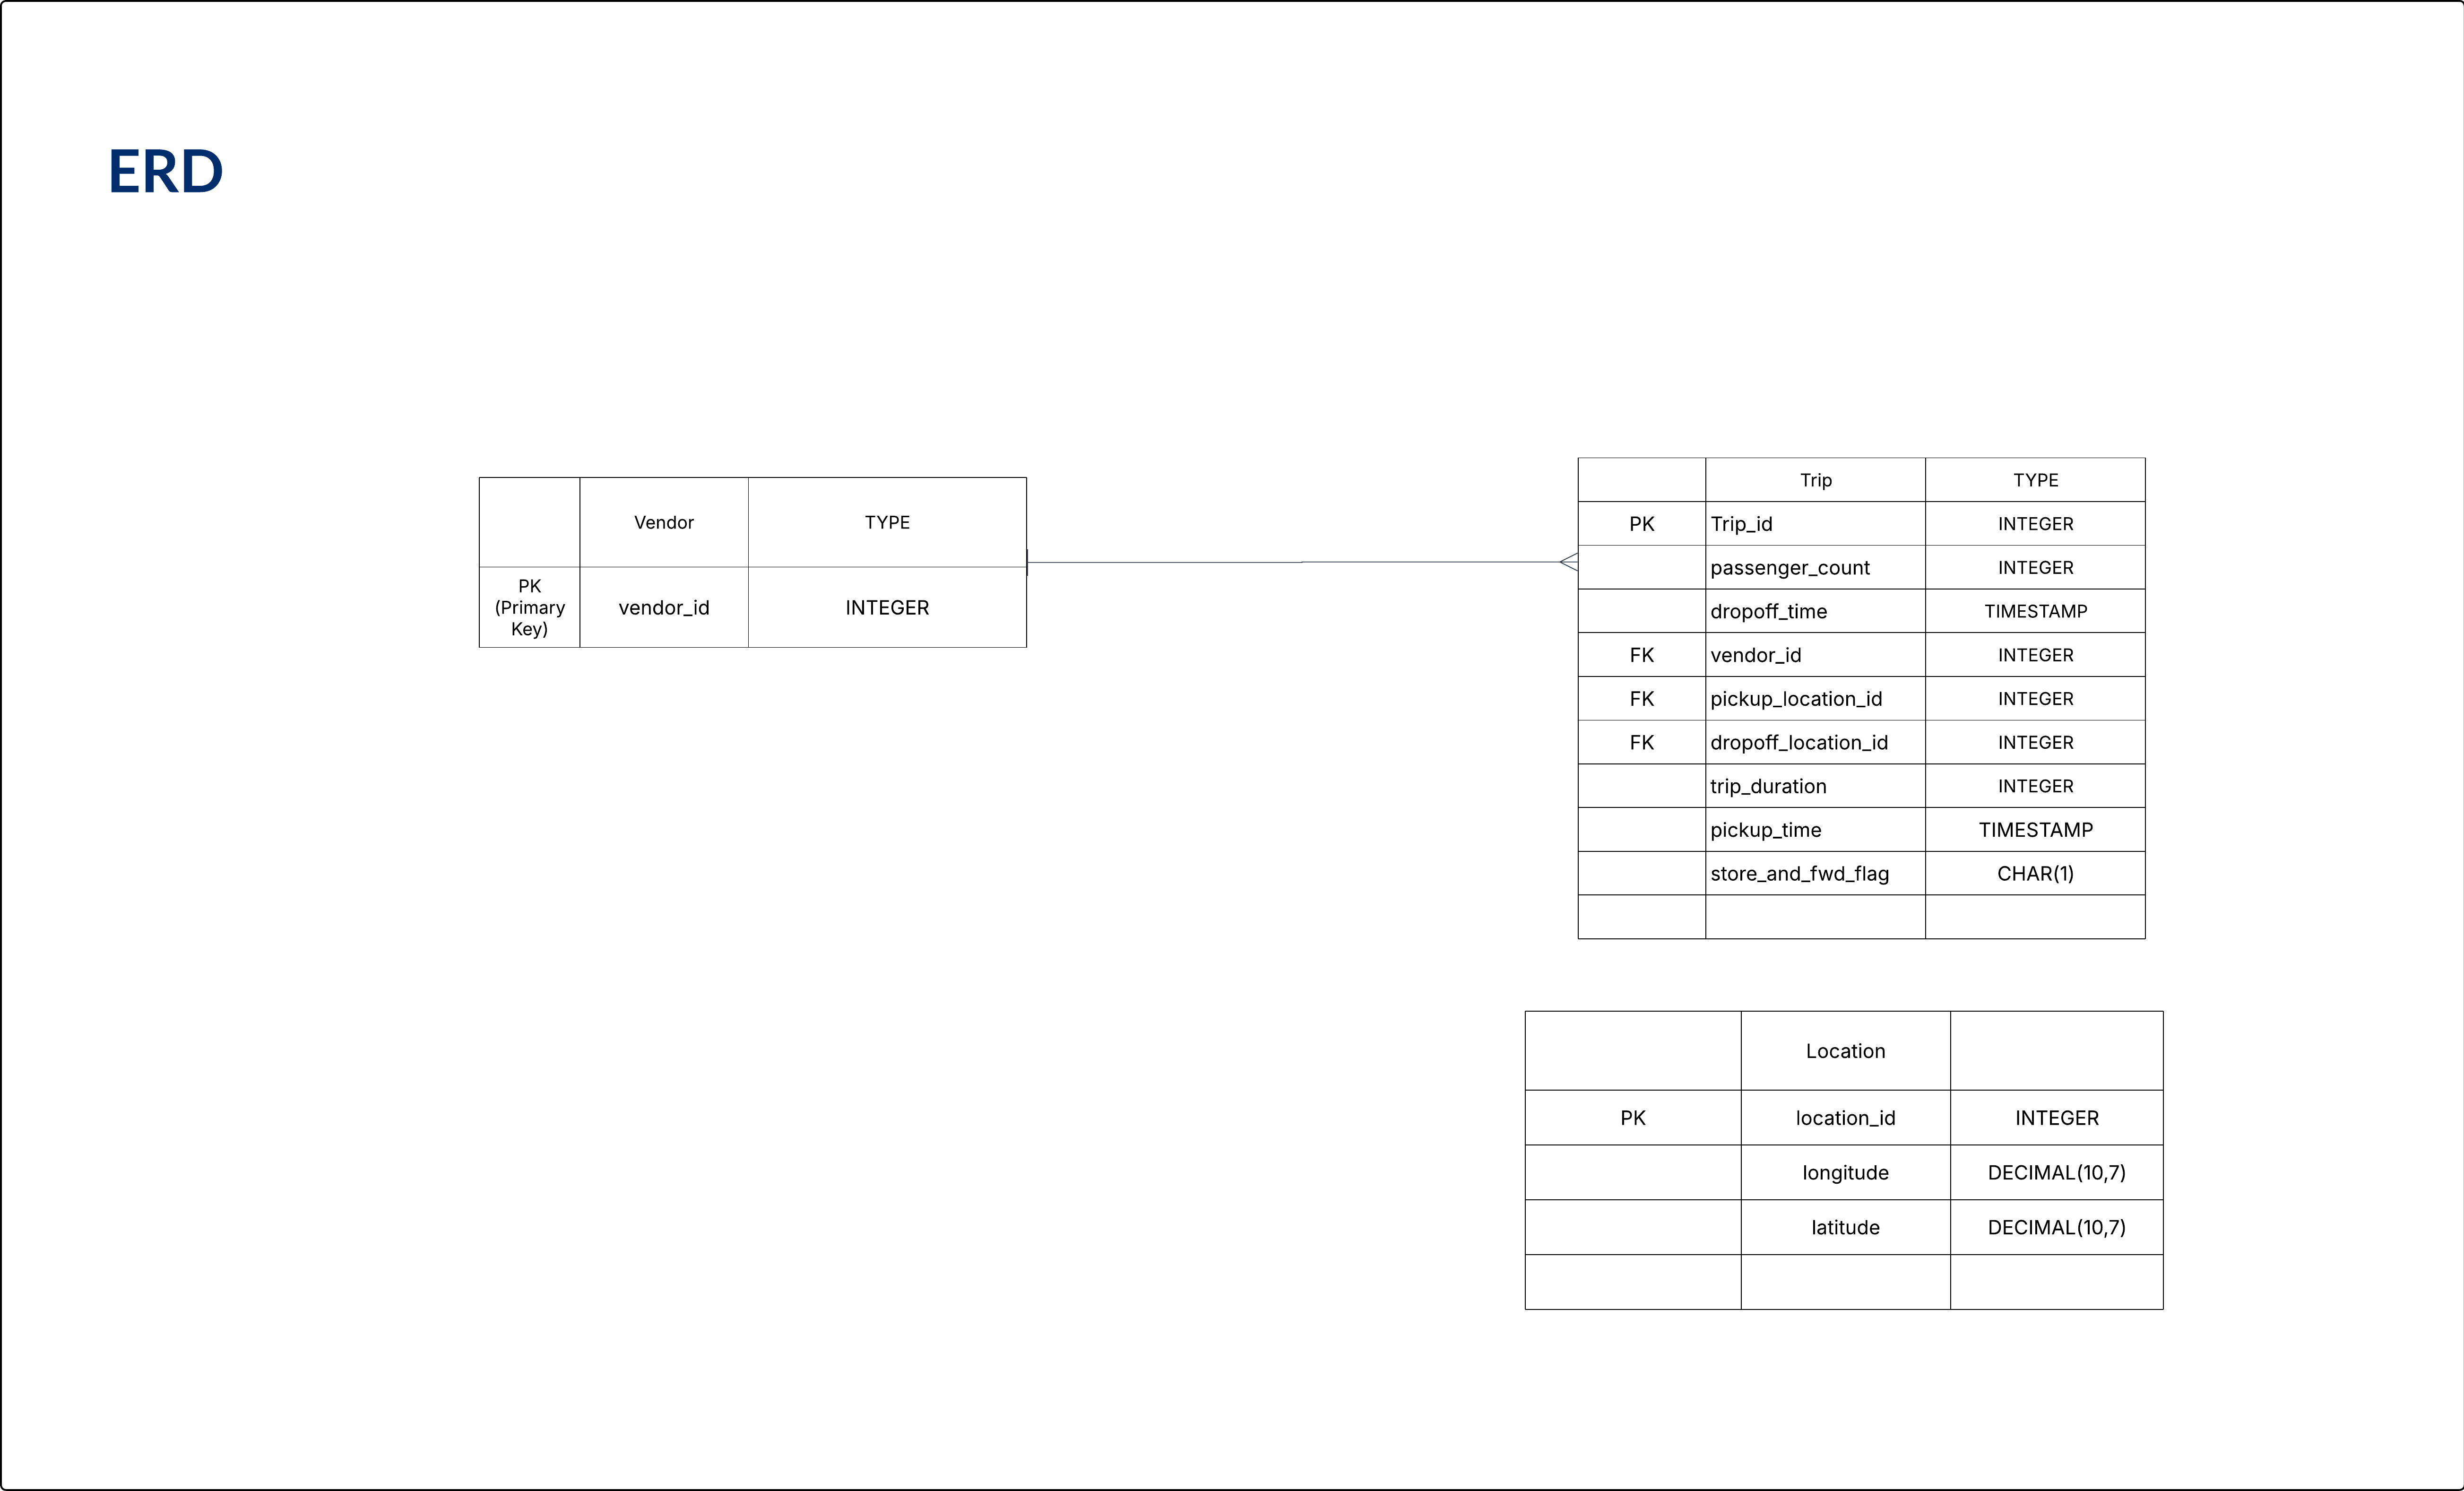 ERD
Vendor TYPE
PK
(Primary
Key)
vendor_id INTEGER
Trip TYPE
PK Trip_id INTEGER
passenger_count INTEGER
dropoff_time TIMESTAMP
FK vendor_id INTEGER
FK pickup_location_id INTEGER
FK dropoff_location_id INTEGER
trip_duration INTEGER
pickup_time TIMESTAMP
store_and_fwd_flag CHAR(1)
Location
PK location_id INTEGER
longitude DECIMAL(10,7)
latitude DECIMAL(10,7)